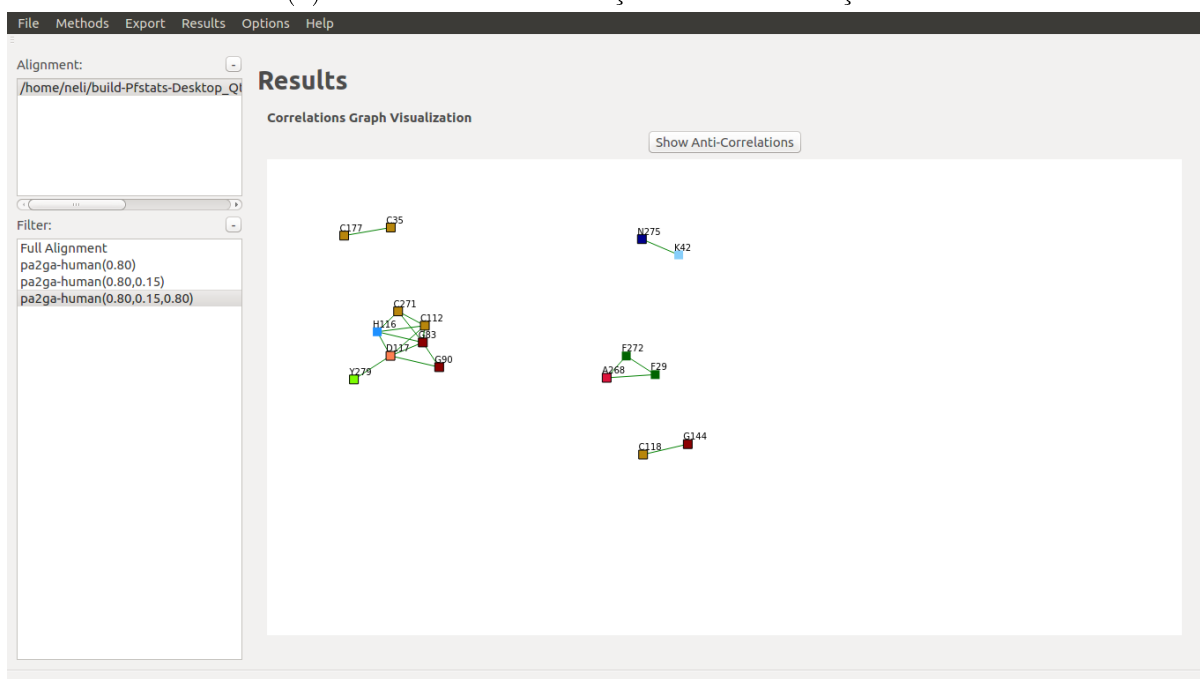 File Methods Export Results Options Help
Alignment:
-
/home/neli/build-Pfstats-Desktop_Q
Results
Correlations Graph Visualization
Show Anti-Correlations
Filter:
-
Full Alignment
pa2ga-human(0.80)
pa2ga-human(0.80,0.15)
pa2ga-human(0.80,0.15,0.80)
C177
C35
N275
K42
C271
C112
H116
G83
D117
G90
Y279
F272
F29
A268
C118
G144